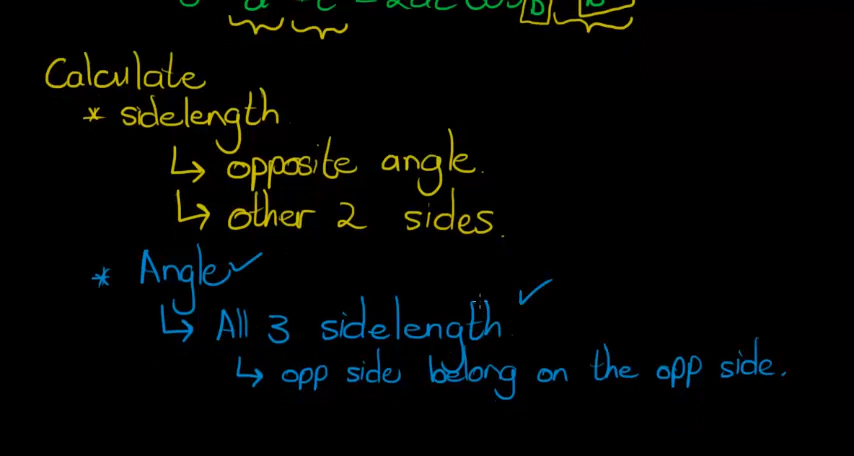 Calculate
* sidelength
↳ opposite angle.
↳ other 2 sides.
* Angle✓
↳ All 3 sidelength ✓
↳ opp side belong on the opp side.